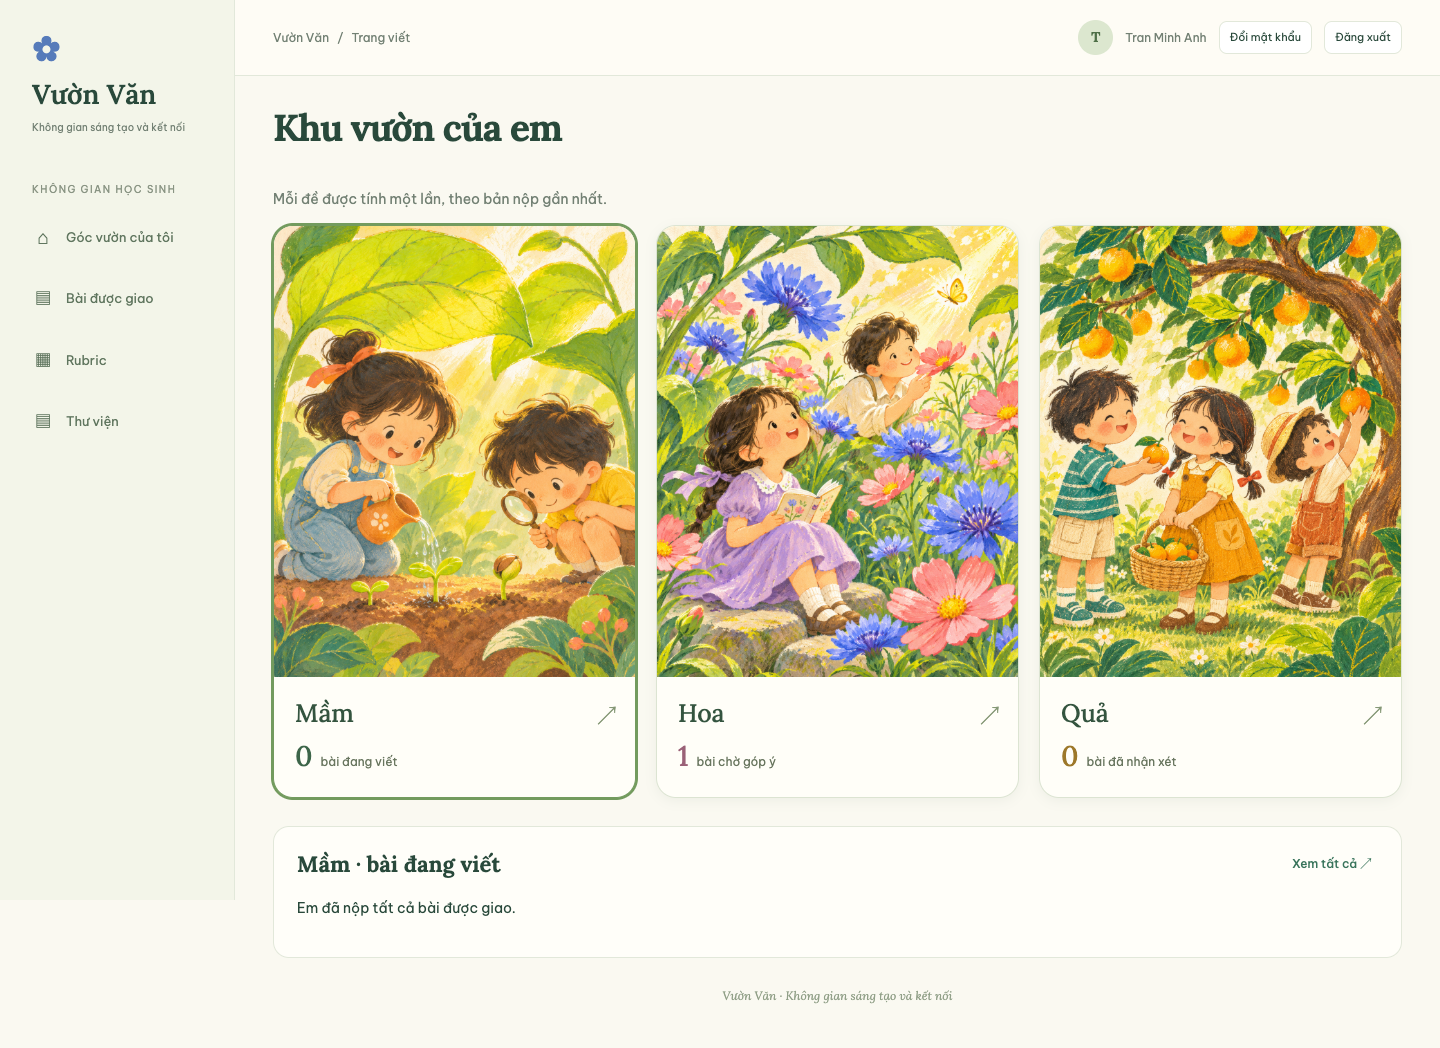 Vườn Văn
Không gian sáng tạo và kết nối
KHÔNG GIAN HỌC SINH
Góc vườn của tôi
Bài được giao
Rubric
Thư viện
Vườn Văn / Trang viết
T
Tran Minh Anh
Đổi mật khẩu
Đăng xuất
Khu vườn của em
Mỗi đề được tính một lần, theo bản nộp gần nhất.
Mầm
0 bài đang viết
Hoa
1 bài chờ góp ý
Quả
0 bài đã nhận xét
Mầm · bài đang viết
Xem tất cả
Em đã nộp tất cả bài được giao.
Vườn Văn · Không gian sáng tạo và kết nối